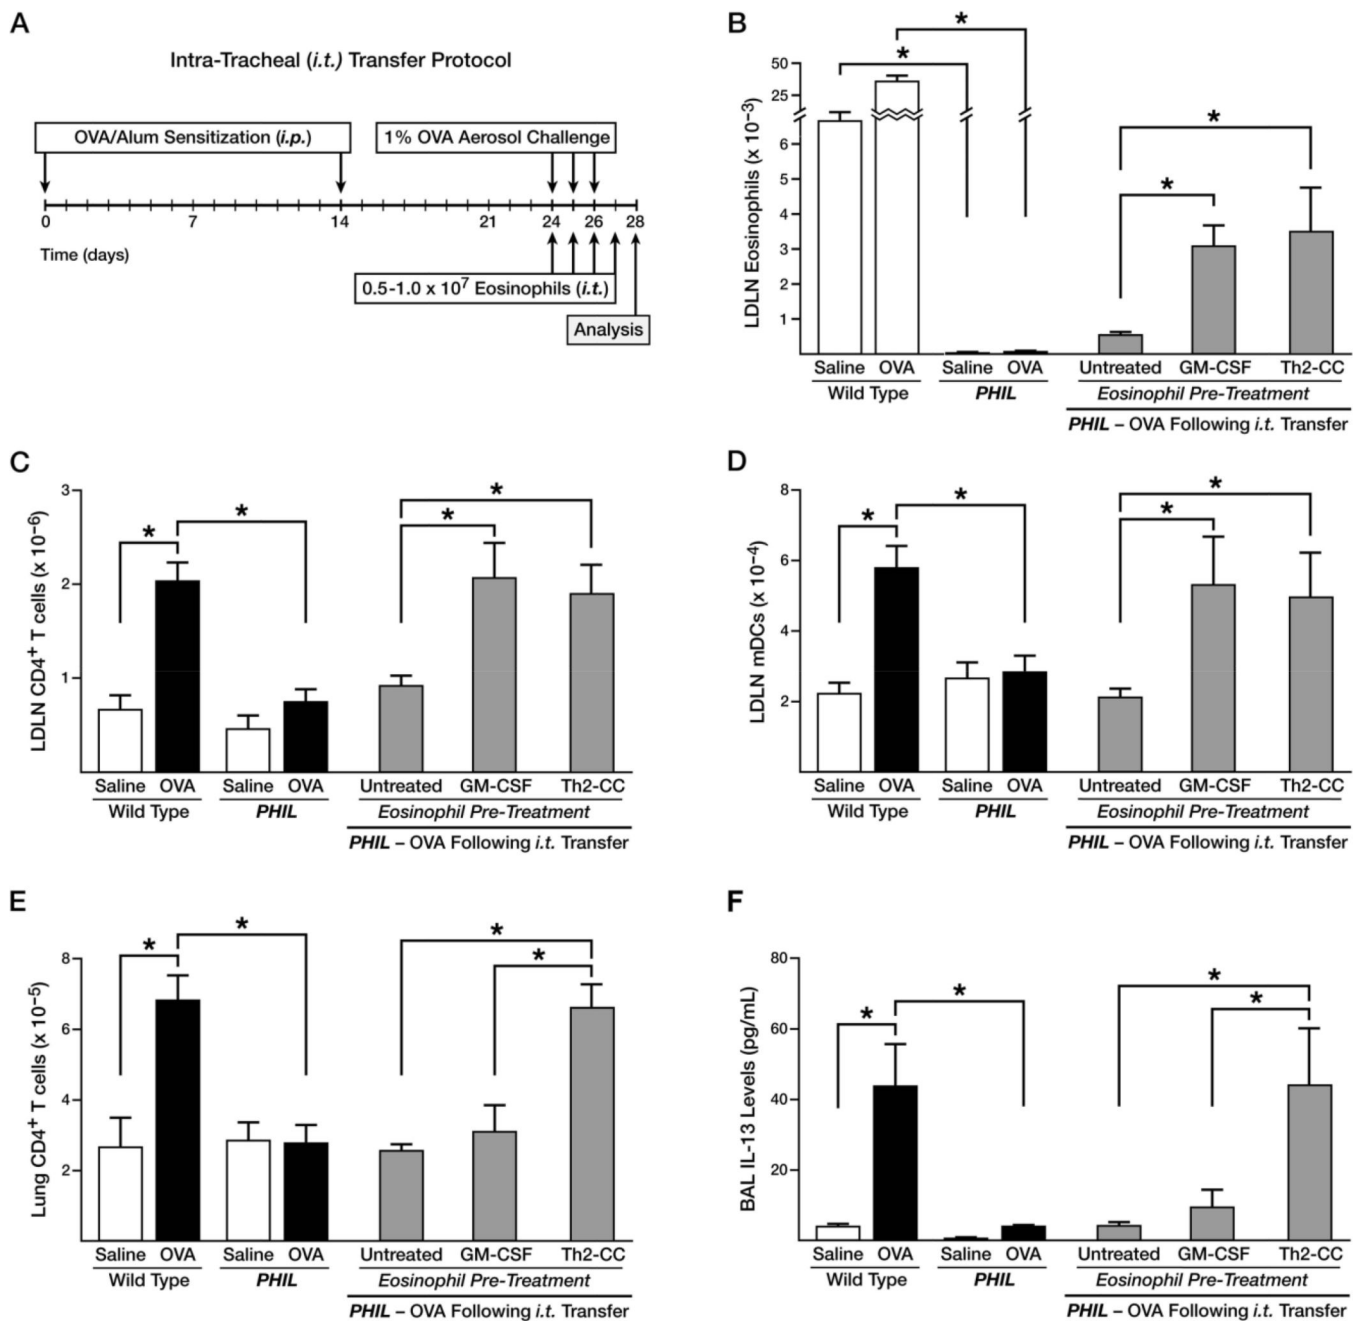 A
Intra-Tracheal (i.t.) Transfer Protocol
OVA/Alum Sensitization (i.p.)
1% OVA Aerosol Challenge
0 7 14 21 24 26 28
Time (days)
0.5-1.0 x 10⁷ Eosinophils (i.t.)
Analysis
B
LDLN Eosinophils (x 10⁻³)
50
25
6
5
4
3
2
1
* * * *
Saline OVA Saline OVA Untreated GM-CSF Th2-CC
Wild Type PHIL Eosinophil Pre-Treatment
PHIL – OVA Following i.t. Transfer
C
LDLN CD4⁺ T cells (x 10⁻⁶)
3
2
1
* * * *
Saline OVA Saline OVA Untreated GM-CSF Th2-CC
Wild Type PHIL Eosinophil Pre-Treatment
PHIL – OVA Following i.t. Transfer
D
LDLN mDCs (x 10⁻⁴)
8
6
4
2
* * * *
Saline OVA Saline OVA Untreated GM-CSF Th2-CC
Wild Type PHIL Eosinophil Pre-Treatment
PHIL – OVA Following i.t. Transfer
E
Lung CD4⁺ T cells (x 10⁻⁵)
8
6
4
2
* * * *
Saline OVA Saline OVA Untreated GM-CSF Th2-CC
Wild Type PHIL Eosinophil Pre-Treatment
PHIL – OVA Following i.t. Transfer
F
BAL IL-13 Levels (pg/mL)
80
60
40
20
* * * *
Saline OVA Saline OVA Untreated GM-CSF Th2-CC
Wild Type PHIL Eosinophil Pre-Treatment
PHIL – OVA Following i.t. Transfer